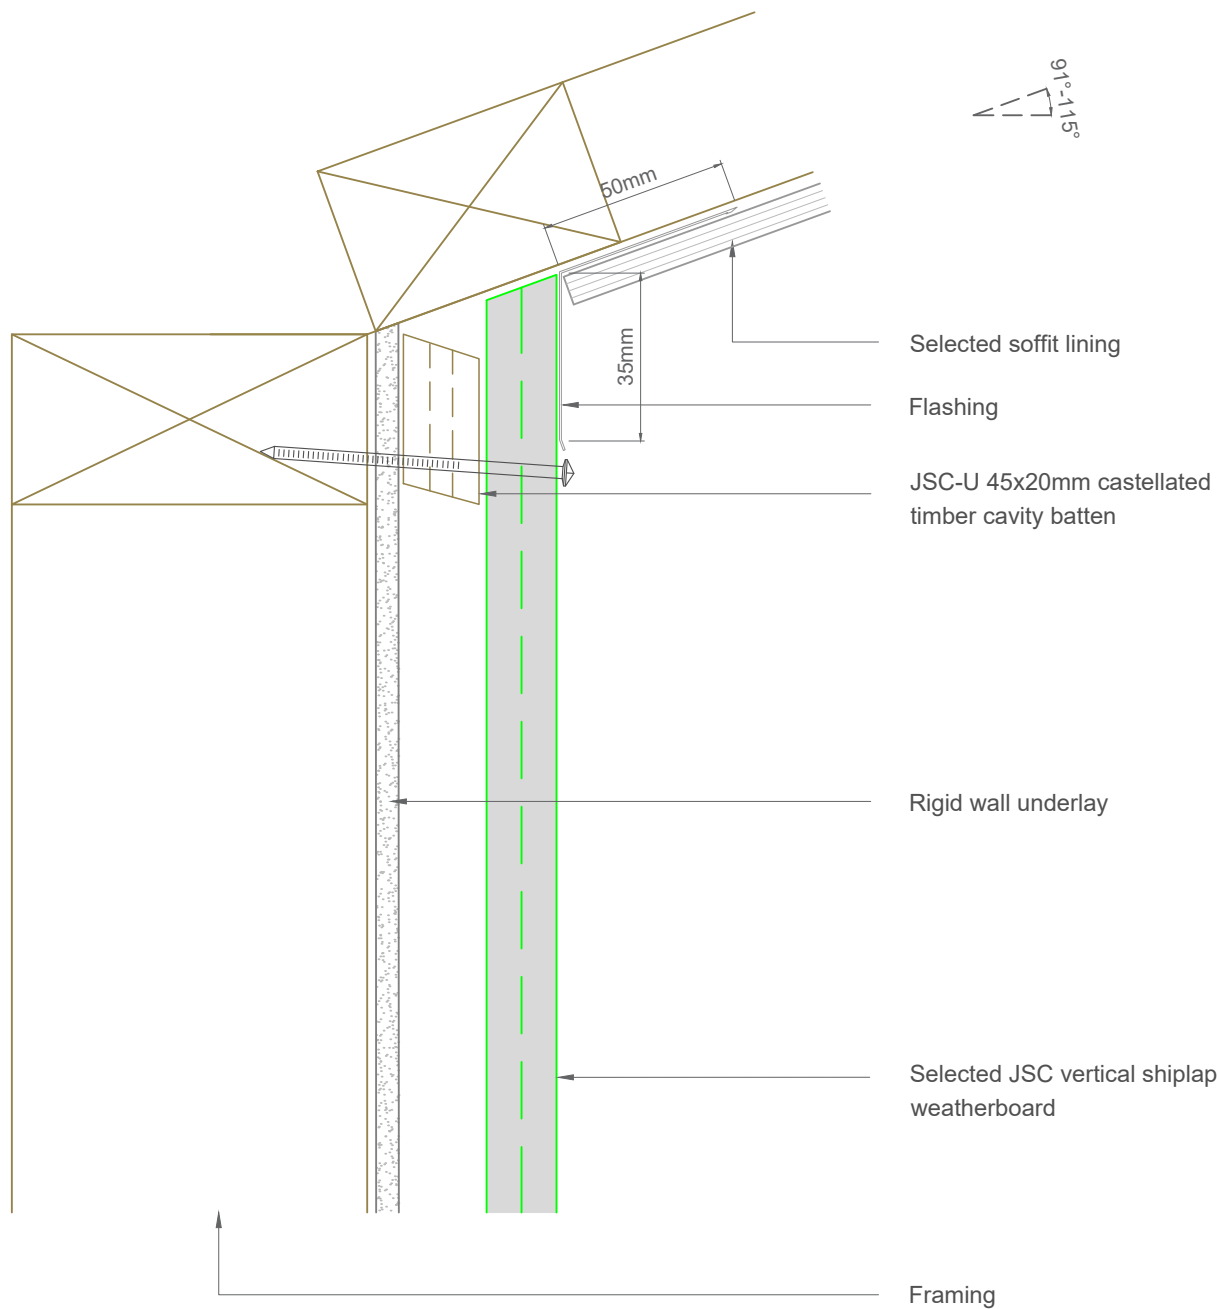 91°-115°
50mm
35mm
Selected soffit lining
Flashing
JSC-U 45x20mm castellated
timber cavity batten
Rigid wall underlay
Selected JSC vertical shiplap
weatherboard
Framing